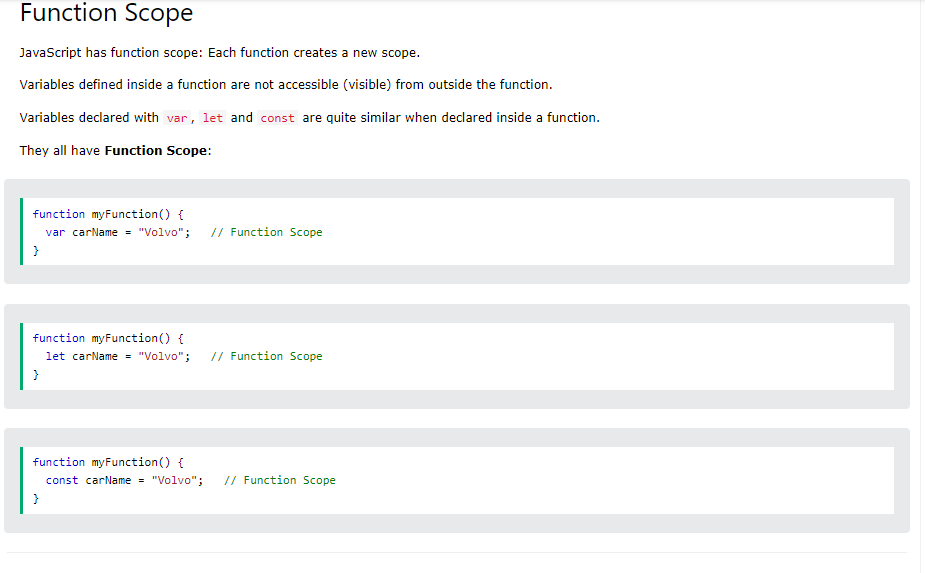 Function Scope
JavaScript has function scope: Each function creates a new scope.
Variables defined inside a function are not accessible (visible) from outside the function.
Variables declared with var, let and const are quite similar when declared inside a function.
They all have Function Scope:
function myFunction() {
  var carName = "Volvo";   // Function Scope
}
function myFunction() {
  let carName = "Volvo";   // Function Scope
}
function myFunction() {
  const carName = "Volvo";   // Function Scope
}